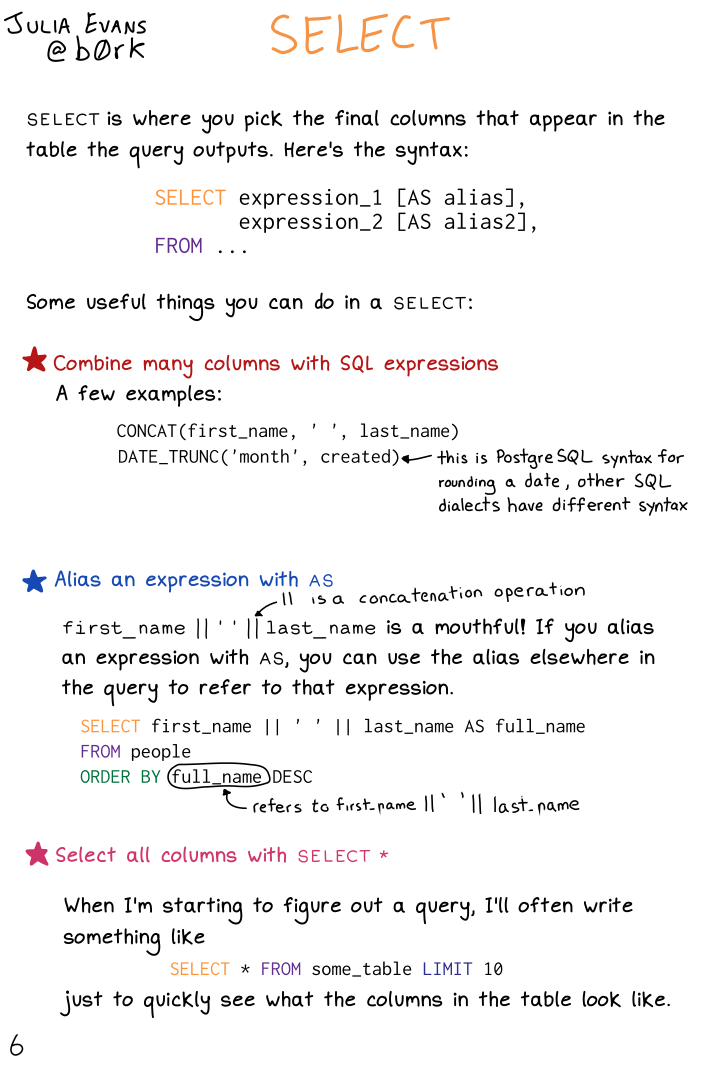 JULIA EVANS
@b0rk
SELECT
SELECT is where you pick the final columns that appear in the
table the query outputs. Here's the syntax:
SELECT expression_1 [AS alias],
expression_2 [AS alias2],
FROM ...
Some useful things you can do in a SELECT:
Combine many columns with SQL expressions
A few examples:
CONCAT(first_name, ' ', last_name)
DATE_TRUNC('month', created)
this is PostgreSQL syntax for
rounding a date, other SQL
dialects have different syntax
Alias an expression with AS
|| is a concatenation operation
first_name || ' ' || last_name is a mouthful! If you alias
an expression with AS, you can use the alias elsewhere in
the query to refer to that expression.
SELECT first_name || ' ' || last_name AS full_name
FROM people
ORDER BY full_name DESC
refers to first_name || ' ' || last_name
Select all columns with SELECT *
When I'm starting to figure out a query, I'll often write
something like
SELECT * FROM some_table LIMIT 10
just to quickly see what the columns in the table look like.
6